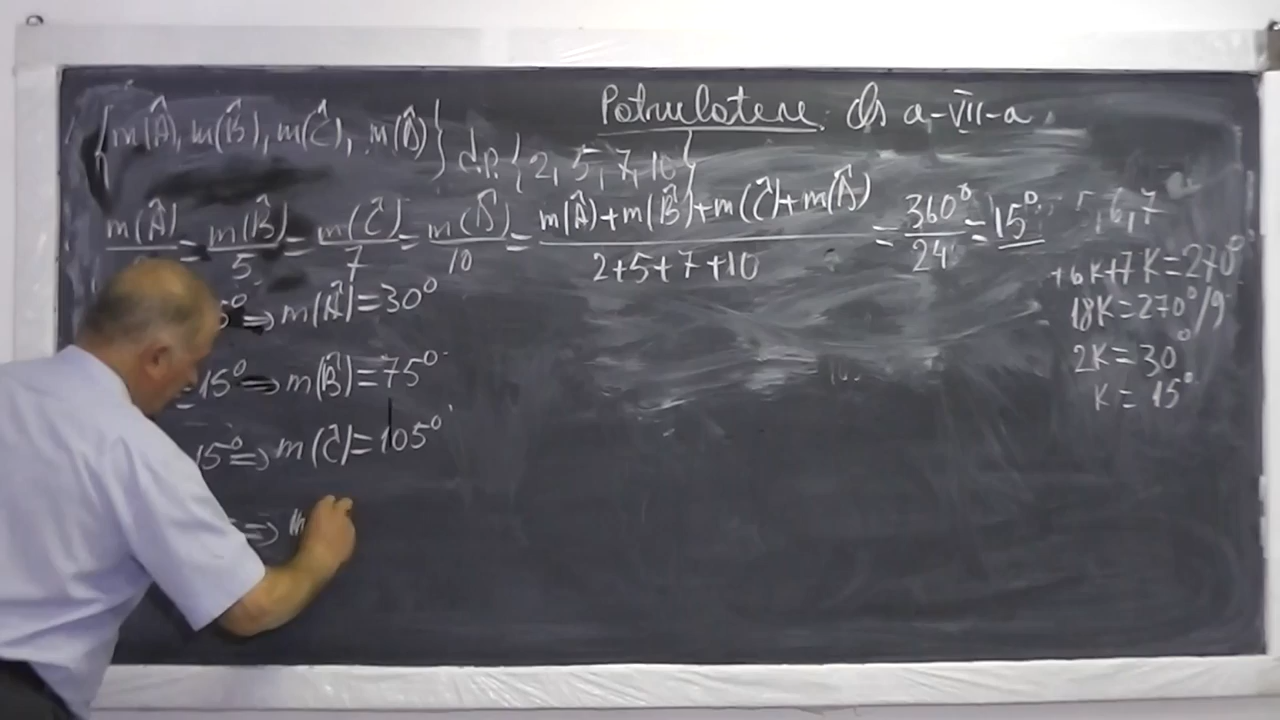 Patrulatere. Cls a-VII-a.
{m(Â), m(B̂), m(Ĉ), m(D̂)} d.p. {2, 5, 7, 10}
m(Â)/ = m(B̂)/5 = m(Ĉ)/7 = m(D̂)/10 = m(Â)+m(B̂)+m(Ĉ)+m(D̂)/2+5+7+10 = 360°/24 = 15°
5, 6, 7
+6K+7K=270°
⇒ m(Â)=30°
18K=270°/9
15° ⇒ m(B̂)=75°
2K=30°
K=15°
15° ⇒ m(Ĉ)=105°
⇒ m